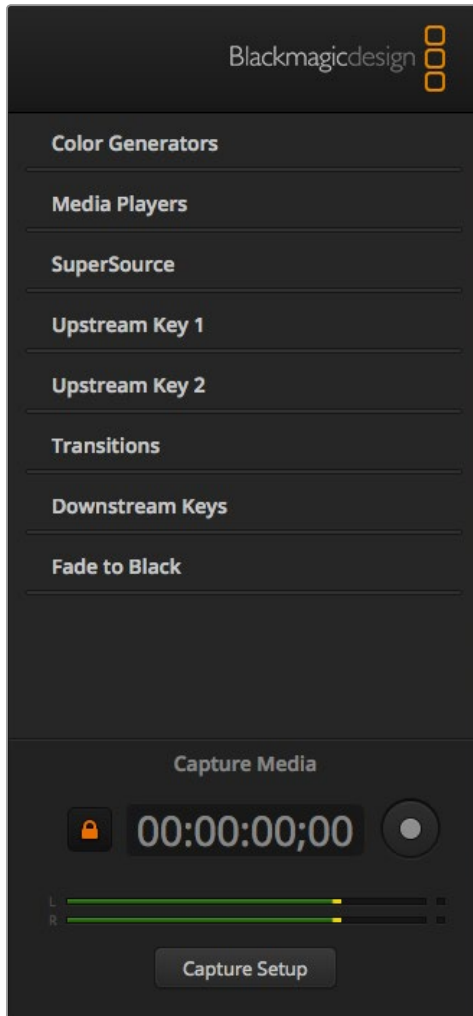 Blackmagicdesign
Color Generators
Media Players
SuperSource
Upstream Key 1
Upstream Key 2
Transitions
Downstream Keys
Fade to Black
Capture Media
00:00:00;00
L
R
Capture Setup